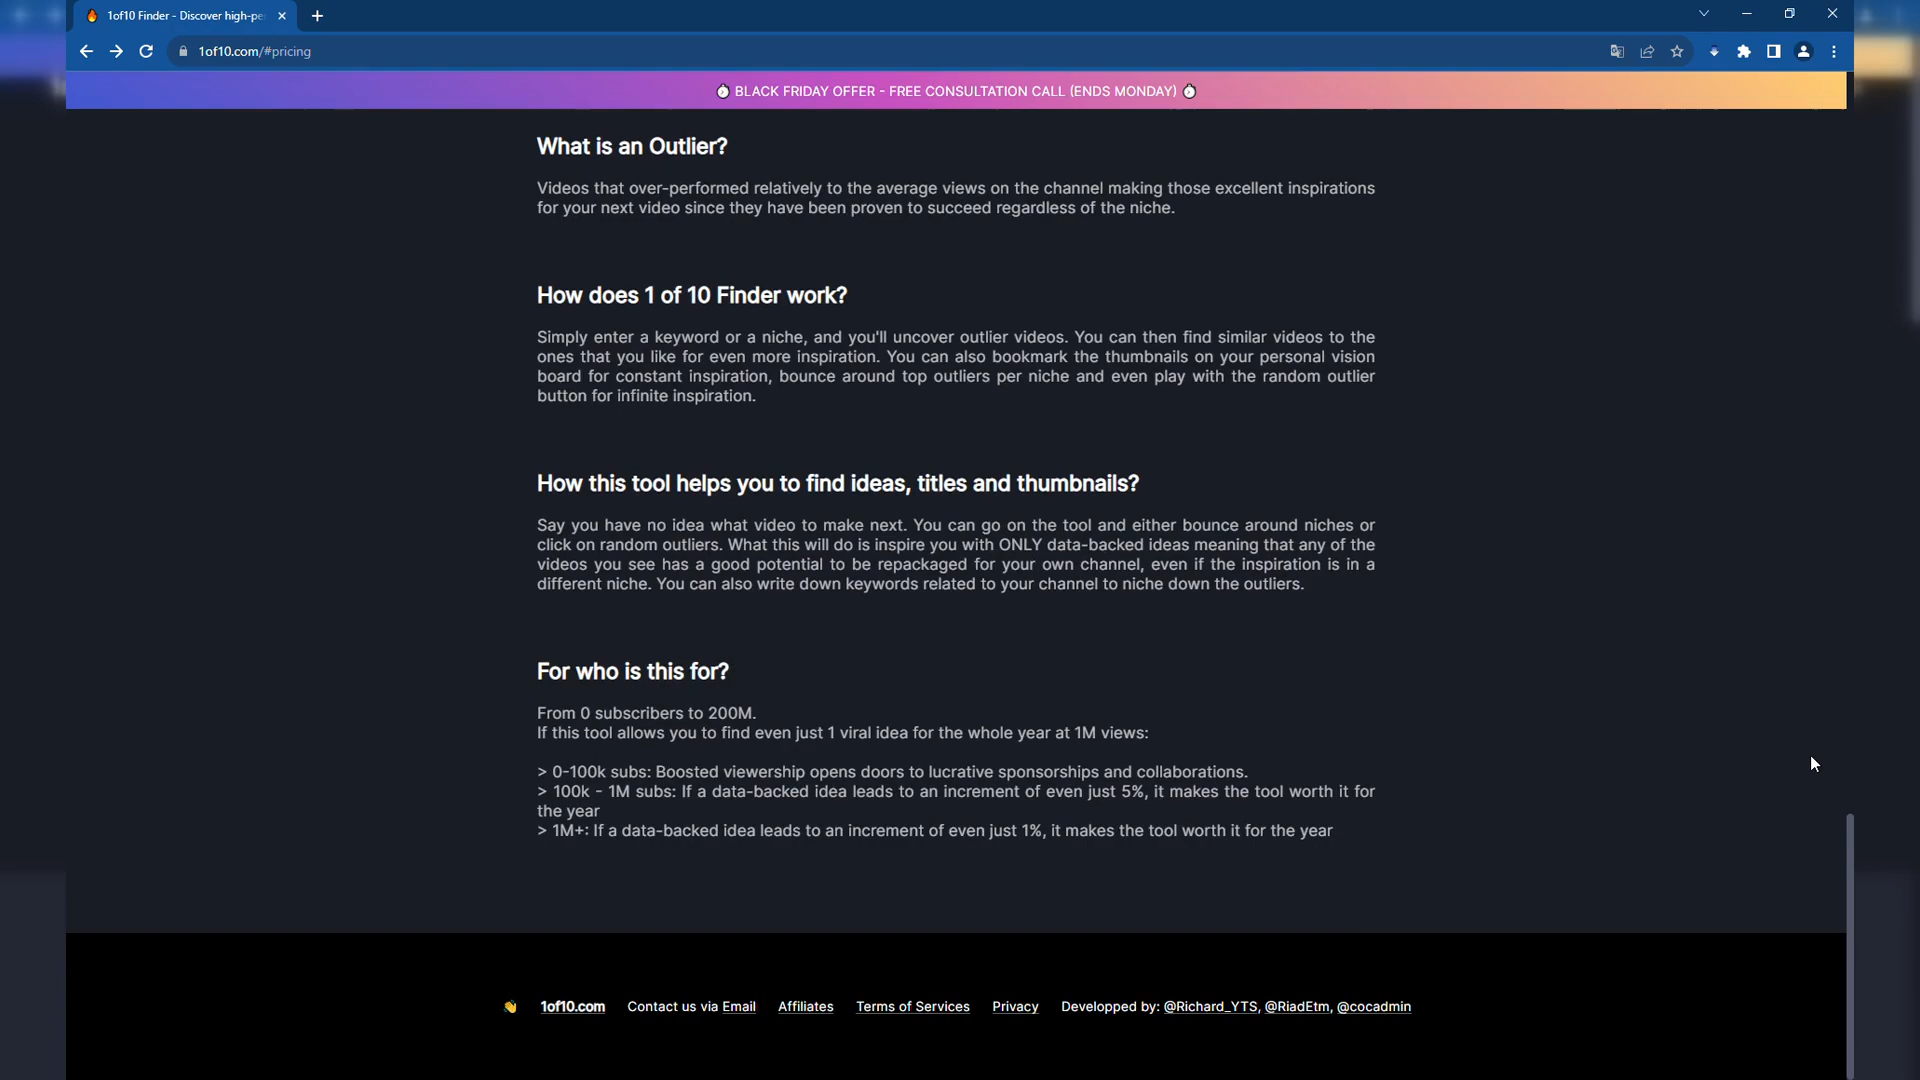 1of10 Finder - Discover high-pe
1of10.com/#pricing
BLACK FRIDAY OFFER - FREE CONSULTATION CALL (ENDS MONDAY)
What is an Outlier?
Videos that over-performed relatively to the average views on the channel making those excellent inspirations
for your next video since they have been proven to succeed regardless of the niche.
How does 1 of 10 Finder work?
Simply enter a keyword or a niche, and you'll uncover outlier videos. You can then find similar videos to the
ones that you like for even more inspiration. You can also bookmark the thumbnails on your personal vision
board for constant inspiration, bounce around top outliers per niche and even play with the random outlier
button for infinite inspiration.
How this tool helps you to find ideas, titles and thumbnails?
Say you have no idea what video to make next. You can go on the tool and either bounce around niches or
click on random outliers. What this will do is inspire you with ONLY data-backed ideas meaning that any of the
videos you see has a good potential to be repackaged for your own channel, even if the inspiration is in a
different niche. You can also write down keywords related to your channel to niche down the outliers.
For who is this for?
From 0 subscribers to 200M.
If this tool allows you to find even just 1 viral idea for the whole year at 1M views:
> 0-100k subs: Boosted viewership opens doors to lucrative sponsorships and collaborations.
> 100k - 1M subs: If a data-backed idea leads to an increment of even just 5%, it makes the tool worth it for
the year
> 1M+: If a data-backed idea leads to an increment of even just 1%, it makes the tool worth it for the year
1of10.com Contact us via Email Affiliates Terms of Services Privacy Developped by: @Richard_YTS, @RiadEtm, @cocadmin